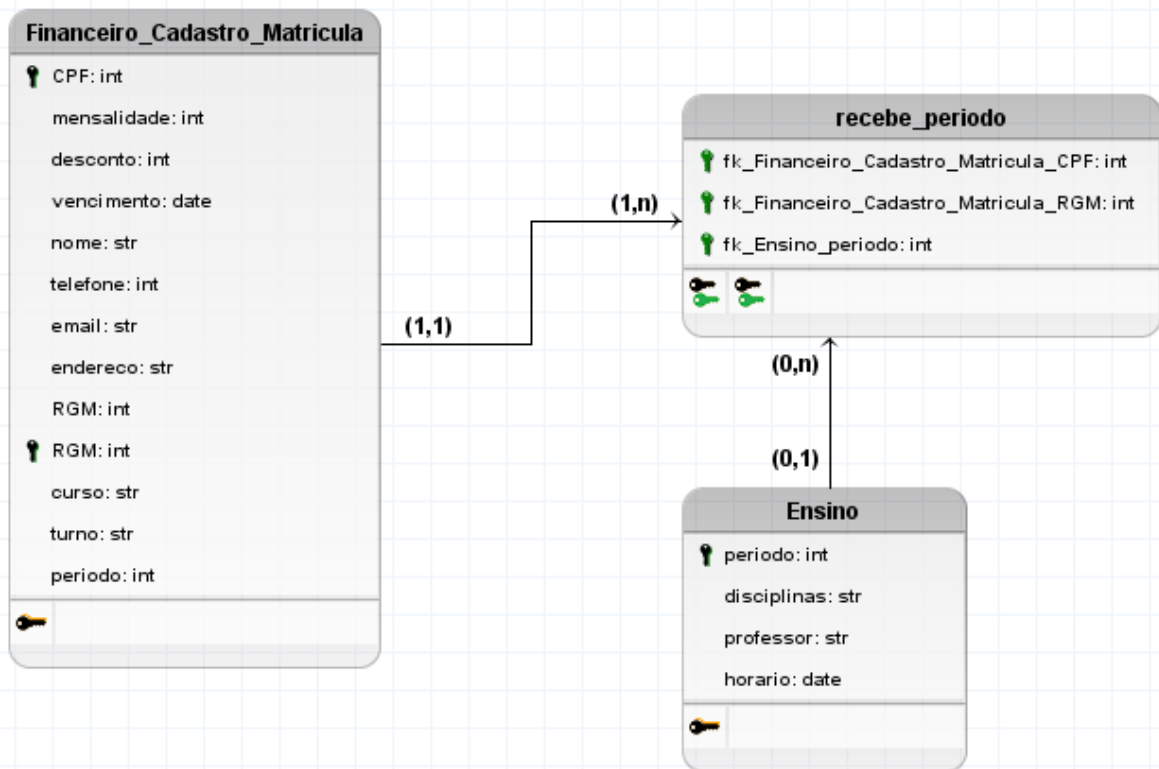 Financeiro_Cadastro_Matricula
CPF: int
mensalidade: int
desconto: int
vencimento: date
nome: str
telefone: int
email: str
endereco: str
RGM: int
RGM: int
curso: str
turno: str
periodo: int
(1,1)
(1,n)
recebe_periodo
fk_Financeiro_Cadastro_Matricula_CPF: int
fk_Financeiro_Cadastro_Matricula_RGM: int
fk_Ensino_periodo: int
(0,n)
(0,1)
Ensino
periodo: int
disciplinas: str
professor: str
horario: date